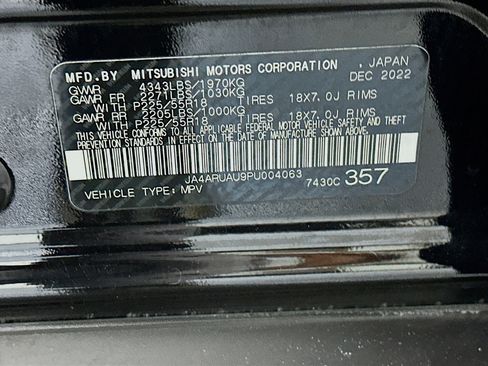 MFD.BY MITSUBISHI MOTORS CORPORATION , JAPAN
GVWR 4343LBS/1970KG DEC 2022
GAWR FR 2271LBS/1030KG
WITH P225/55R18 TIRES 18X7.0J RIMS
GAWR RR 2205LBS/1000KG
WITH P225/55R18 TIRES 18X7.0J RIMS
THIS VEHICLE CONFORMS TO ALL APPLICABLE FEDERAL MOTOR VEHICLE SAFETY, BUMPER AND THEFT PREVENTION STANDARDS IN EFFECT ON THE DATE OF MANUFACTURE SHOWN ABOVE.
JA4ARUAU9PU004063
VEHICLE TYPE: MPV 7430C 357